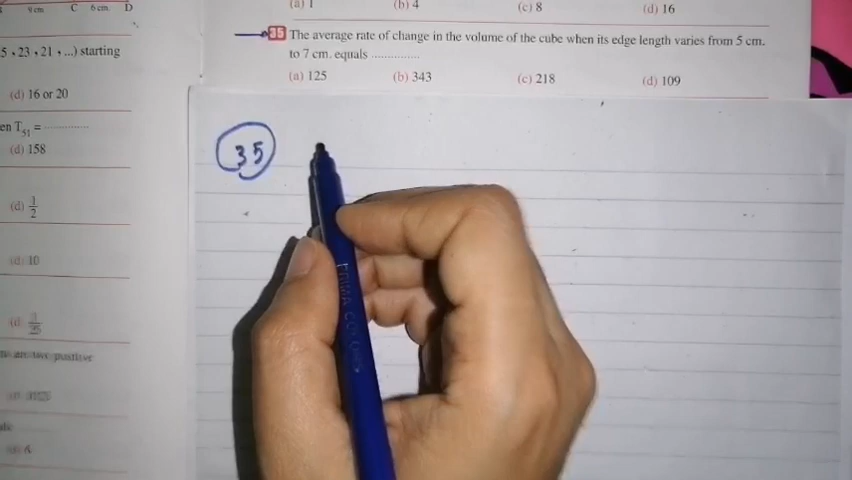 9 cm C 6 cm D
(a) 1 (b) 4 (c) 8 (d) 16
35 The average rate of change in the volume of the cube when its edge length varies from 5 cm.
to 7 cm. equals ..............
(a) 125 (b) 343 (c) 218 (d) 109
5 , 23 , 21 , ...) starting
(d) 16 or 20
en T51 = ..............
(d) 158
(d) 1/2
(d) 10
35
PRIMA COLOR